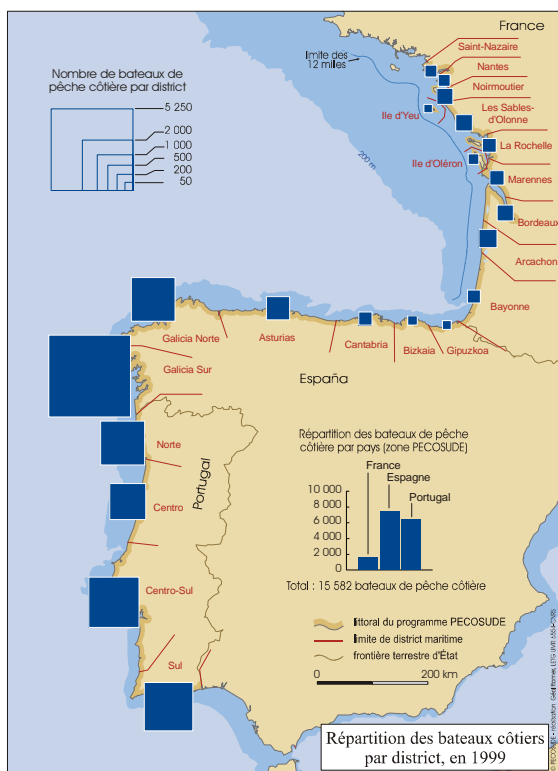 France
Saint-Nazaire
limite des
12 milles
Nantes
Noirmoutier
Nombre de bateaux de
pêche côtière par district
5 250
2 000
1 000
500
200
50
Ile d'Yeu
Les Sables-
d'Olonne
La Rochelle
200 m
Ile d'Oléron
Marennes
Bordeaux
Arcachon
Bayonne
Galicia Norte
Asturias
Cantabria
Bizkaia
Gipuzkoa
Galicia Sur
España
Norte
Portugal
Centro
Centro-Sul
Sul
Répartition des bateaux de pêche
côtière par pays (zone PECOSUDE)
France
Espagne
Portugal
10 000
8 000
6 000
4 000
2 000
0
Total : 15 582 bateaux de pêche côtière
littoral du programme PECOSUDE
limite de district maritime
frontière terrestre d'État
0
200 km
Répartition des bateaux côtiers
par district, en 1999